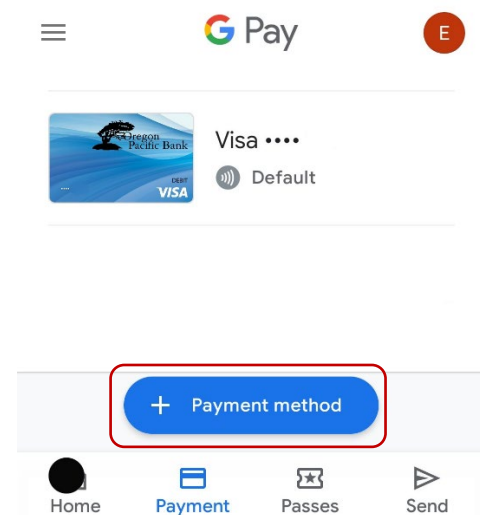 G Pay
E
Oregon
Pacific Bank
DEBIT
VISA
Visa ••••
Default
+ Payment method
Home Payment Passes Send